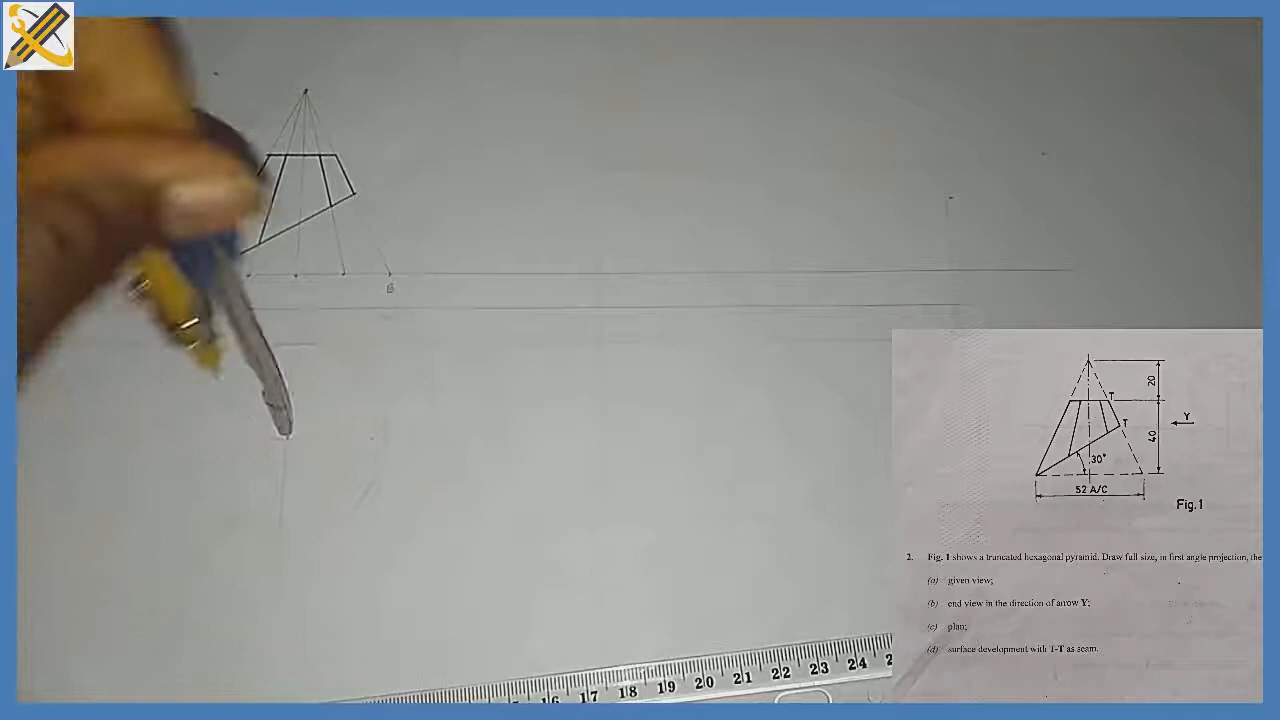 20
T
T
Y
40
30°
52 A/C
Fig.1
2. Fig. 1 shows a truncated hexagonal pyramid. Draw full size, in first angle projection, the
(a) given view;
(b) end view in the direction of arrow Y;
(c) plan;
(d) surface development with T-T as seam.
16 17 18 19 20 21 22 23 24